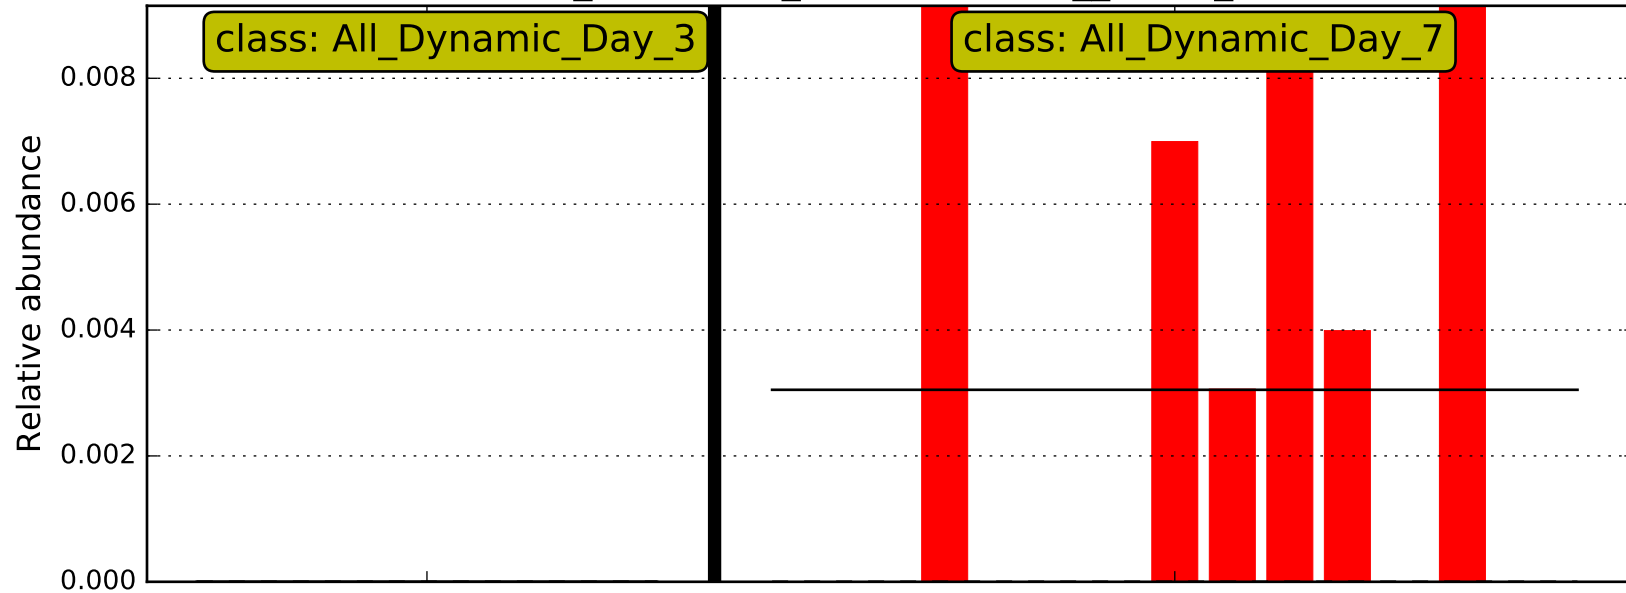 class: All_Dynamic_Day_3
class: All_Dynamic_Day_7
Relative abundance
0.008
0.006
0.004
0.002
0.000